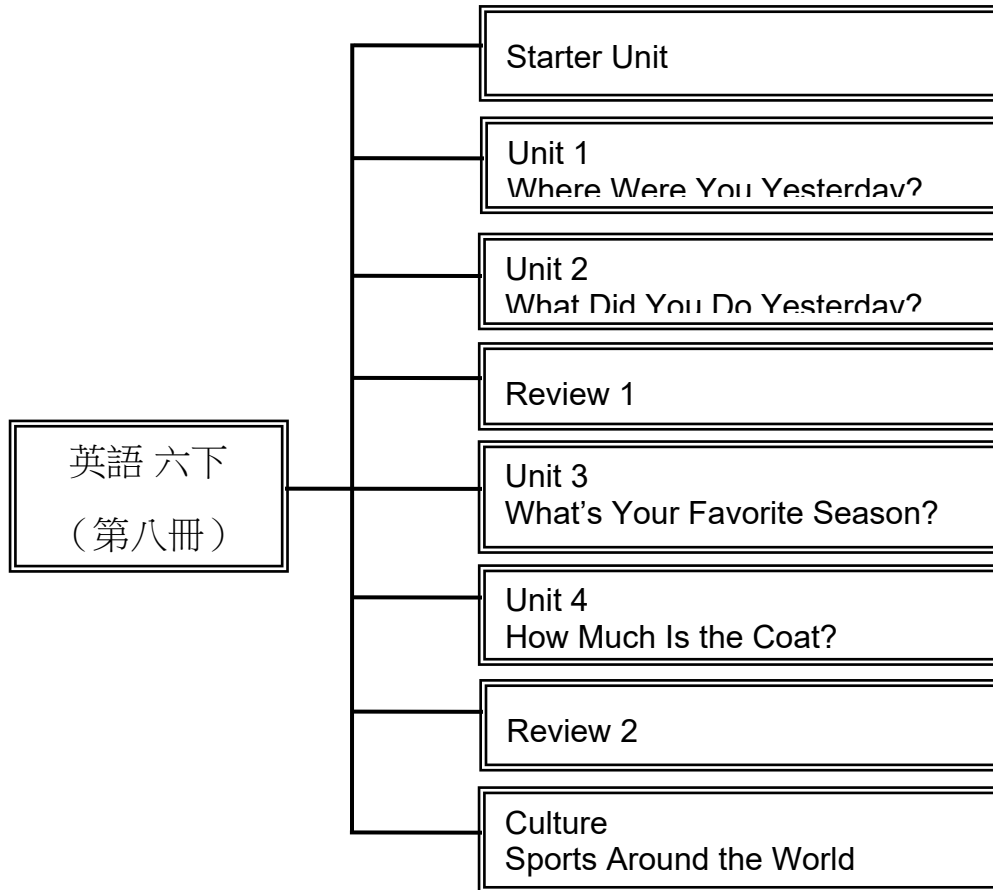 Starter Unit
Unit 1
Where Were You Yesterday?
Unit 2
What Did You Do Yesterday?
Review 1
英語 六下
（第八冊）
Unit 3
What’s Your Favorite Season?
Unit 4
How Much Is the Coat?
Review 2
Culture
Sports Around the World